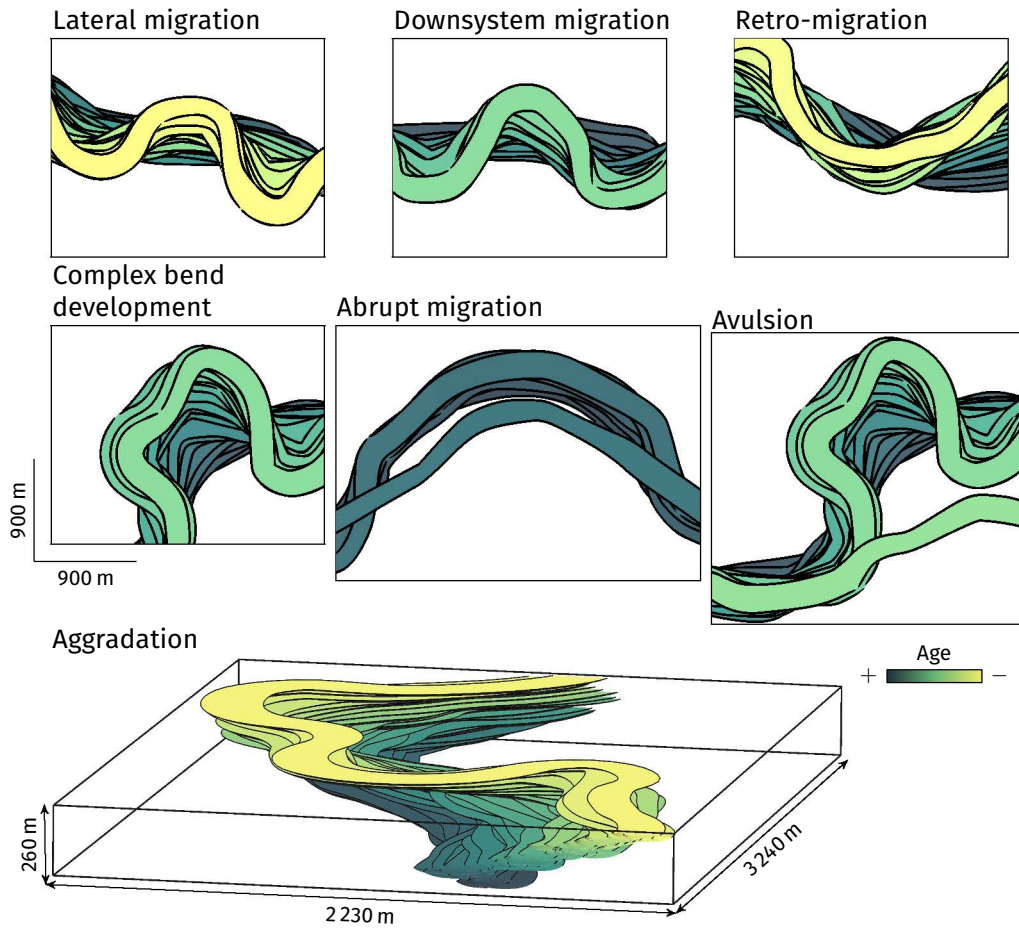 Lateral migration
Downsystem migration
Retro-migration
Complex bend
development
Abrupt migration
Avulsion
900 m
900 m
Aggradation
Age
+
−
260 m
2 230 m
3 240 m